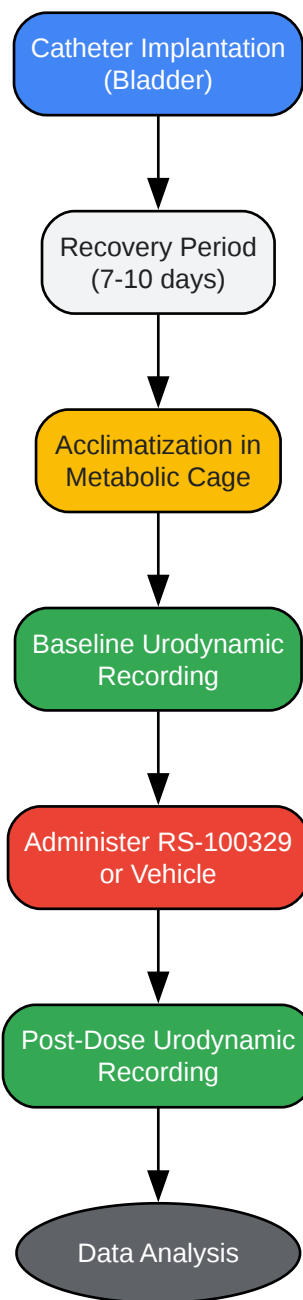 Catheter Implantation
(Bladder)
Recovery Period
(7-10 days)
Acclimatization in
Metabolic Cage
Baseline Urodynamic
Recording
Administer RS-100329
or Vehicle
Post-Dose Urodynamic
Recording
Data Analysis